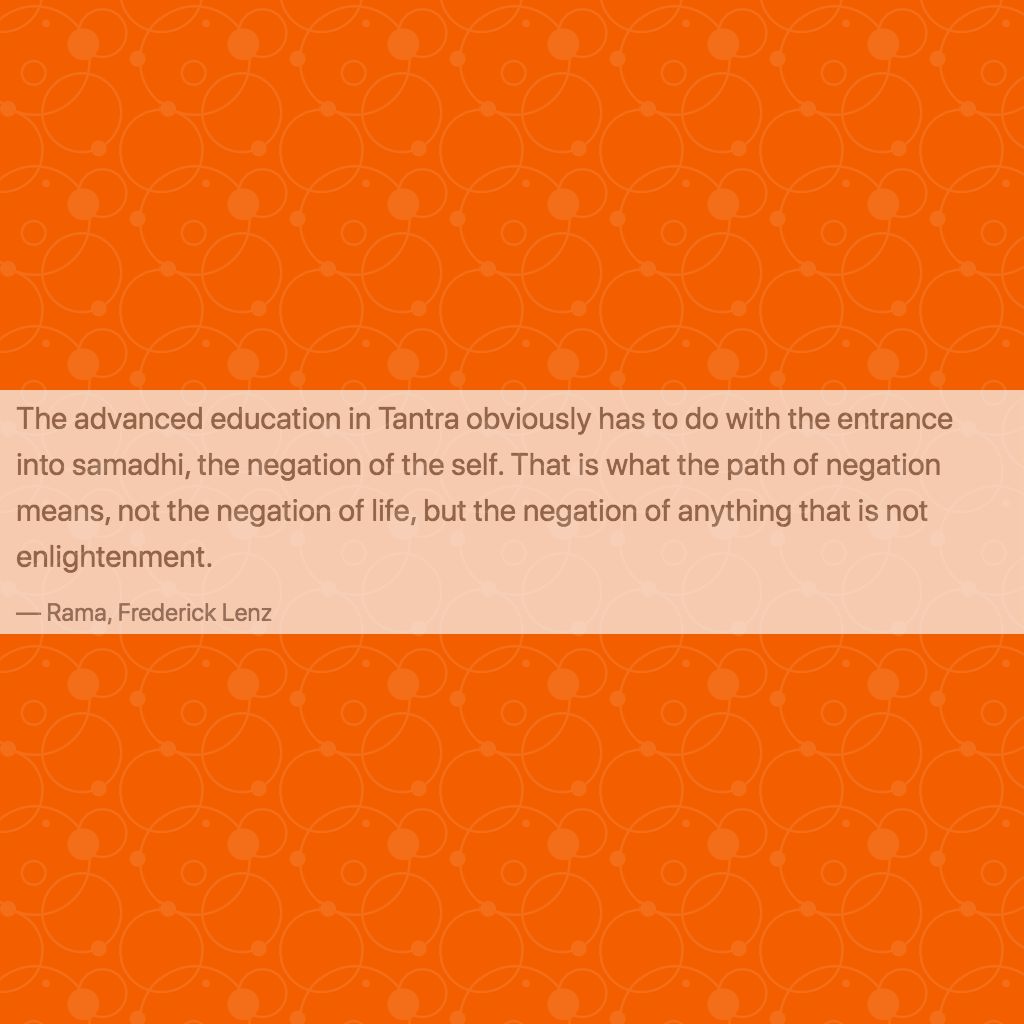 The advanced education in Tantra obviously has to do with the entrance
into samadhi, the negation of the self. That is what the path of negation
means, not the negation of life, but the negation of anything that is not
enlightenment.
— Rama, Frederick Lenz